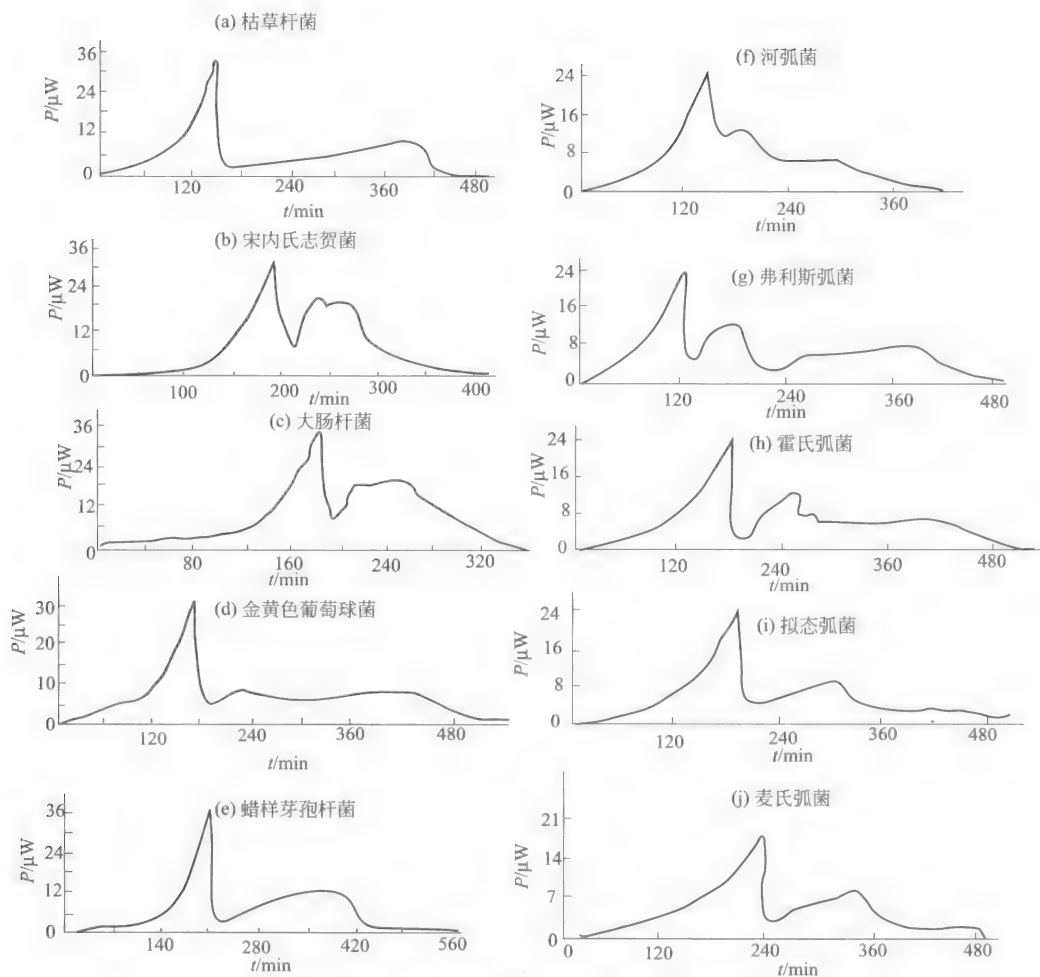 (a) 枯草杆菌
P/μW
36
24
12
0
120
240
360
480
t/min
(b) 宋内氏志贺菌
P/μW
36
24
12
0
100
200
300
400
t/min
(c) 大肠杆菌
P/μW
36
24
12
0
80
160
240
320
t/min
(d) 金黄色葡萄球菌
P/μW
30
20
10
0
120
240
360
480
t/min
(e) 蜡样芽孢杆菌
P/μW
36
24
12
0
140
280
420
560
t/min
(f) 河弧菌
P/μW
24
16
8
0
120
240
360
t/min
(g) 弗利斯弧菌
P/μW
24
16
8
0
120
240
360
480
t/min
(h) 霍氏弧菌
P/μW
24
16
8
0
120
240
360
480
t/min
(i) 拟态弧菌
P/μW
24
16
8
0
120
240
360
480
t/min
(j) 麦氏弧菌
P/μW
21
14
7
0
0
120
240
360
480
t/min